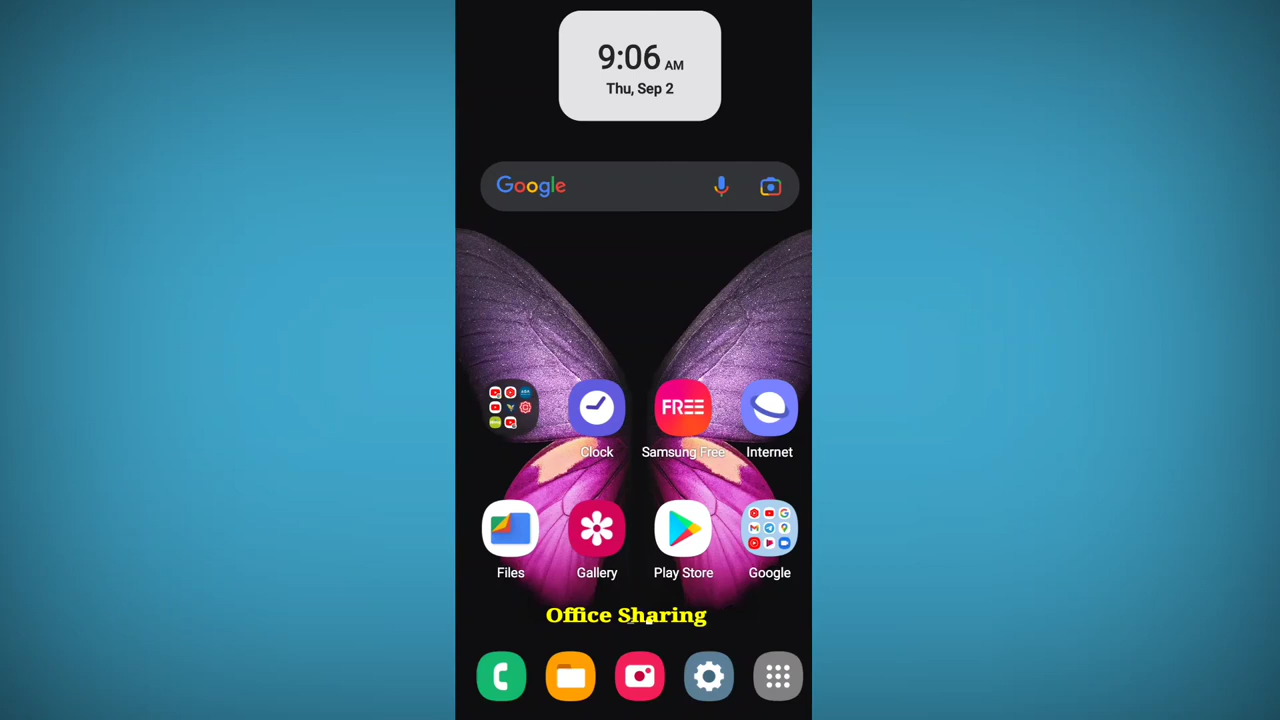 9:06 AM
Thu, Sep 2
Google
FREE
Clock
Samsung Free
Internet
Files
Gallery
Play Store
Google
Office Sharing